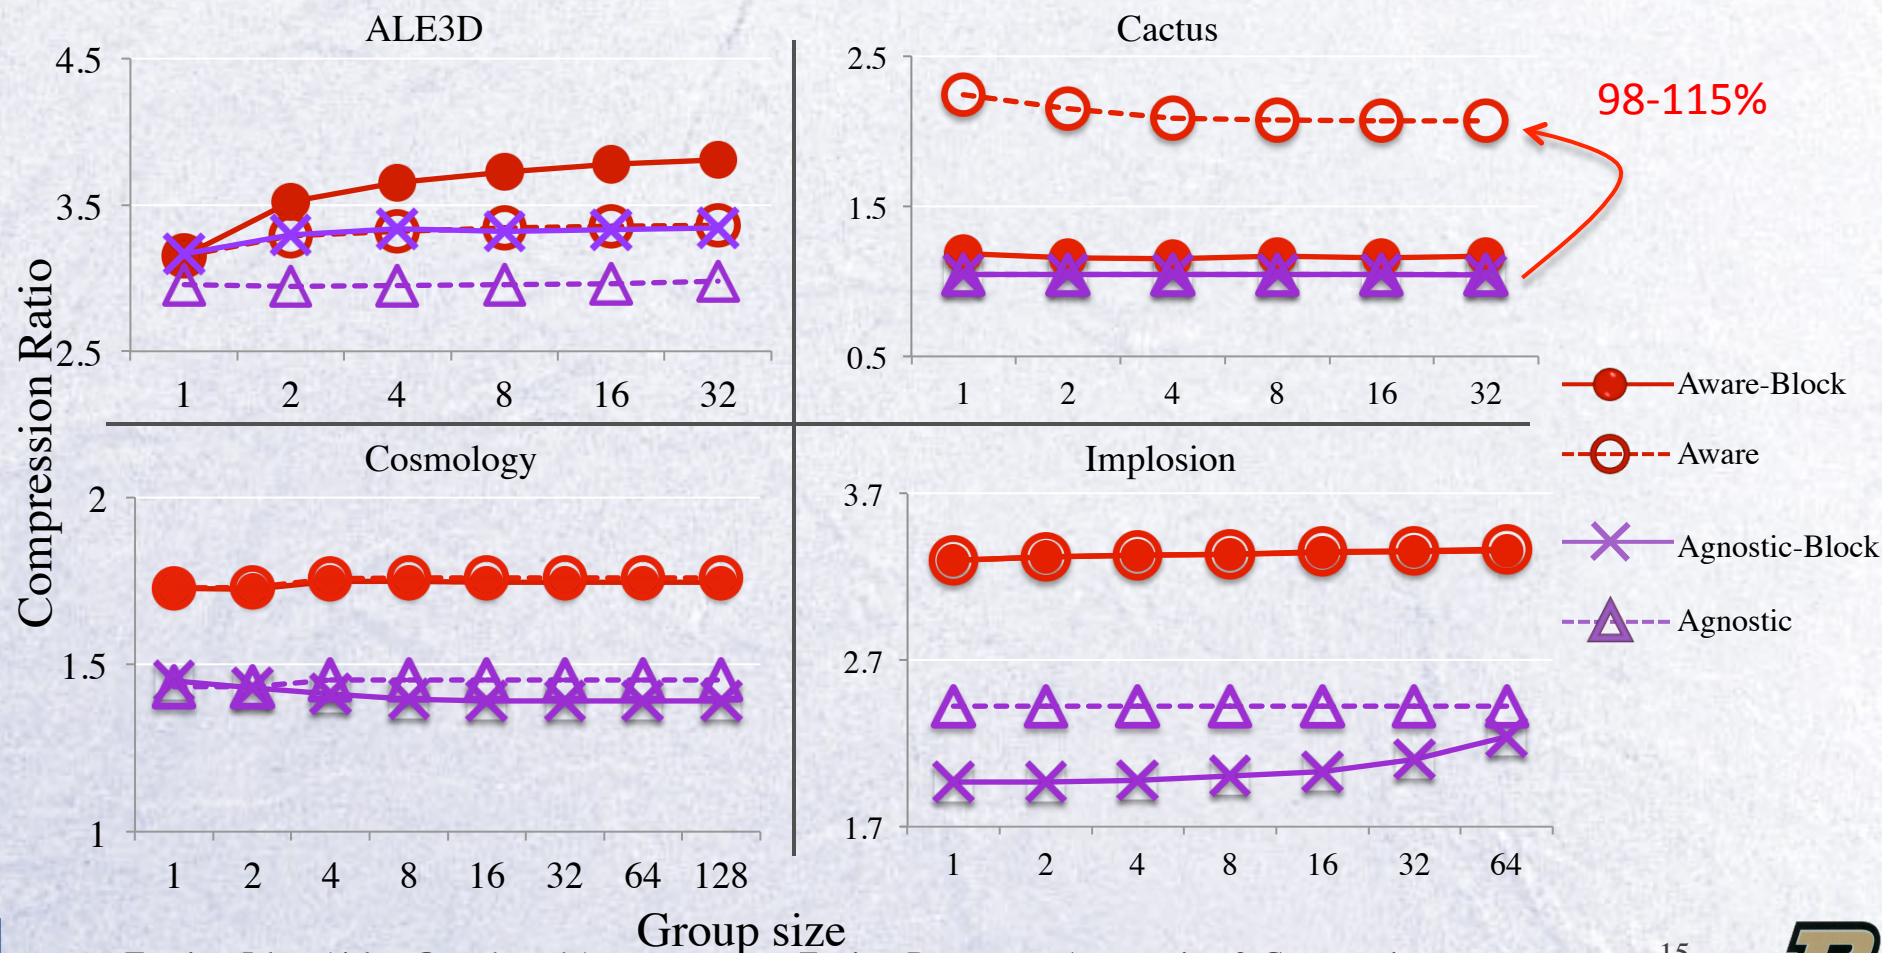 ALE3D
4.5
3.5
2.5
1 2 4 8 16 32
Cactus
2.5
1.5
0.5
1 2 4 8 16 32
98-115%
Compression Ratio
Cosmology
2
1.5
1
1 2 4 8 16 32 64 128
Implosion
3.7
2.7
1.7
1 2 4 8 16 32 64
Aware-Block
Aware
Agnostic-Block
Agnostic
Group size
15